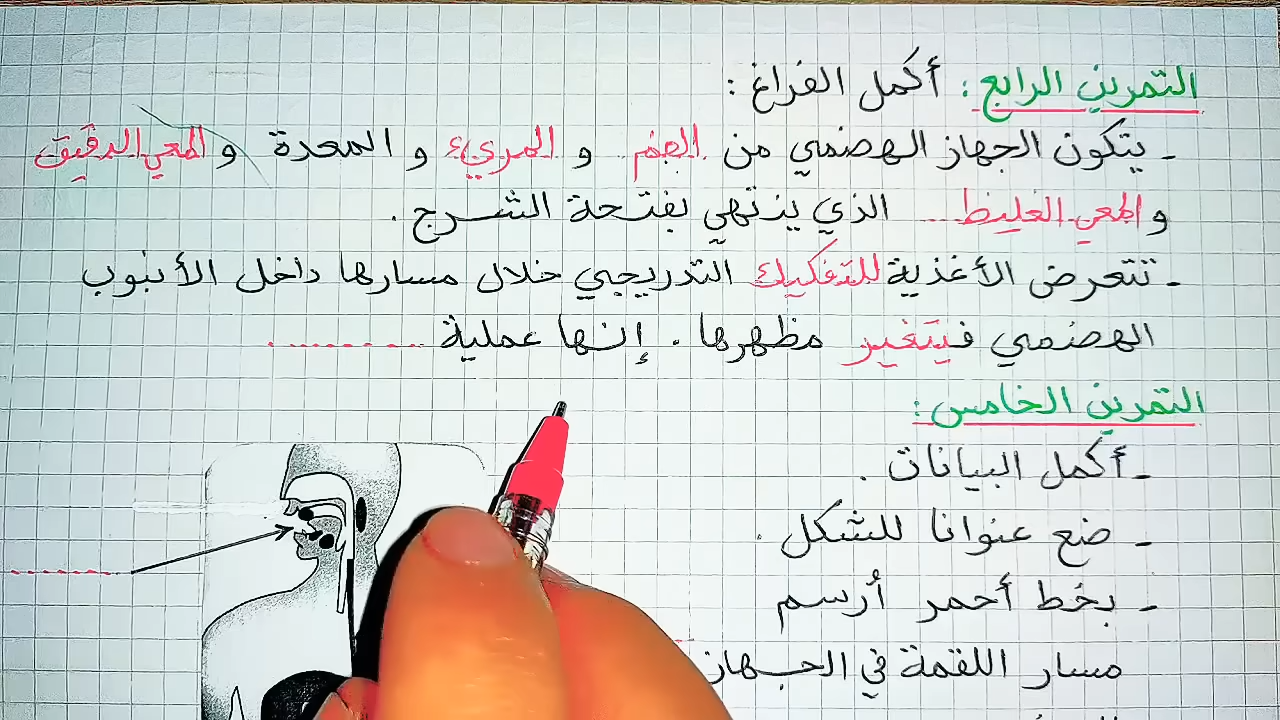 التمرين الرابع : أكمل الفراغ :
- يتكون الجهاز الهضمي من الفم و المريء و المعدة و المعي الدقيق
و المعي الغليظ .... الذي ينتهي بفتحة الشرج .
- تتعرض الأغذية للتفكيك التدريجي خلال مسارها داخل الأنبوب
الهضمي فيتغير مظهرها . إنها عملية ..........
التمرين الخامس :
- أكمل البيانات .
- ضع عنوانا للشكل .
- بخط أحمر أرسم
مسار اللقمة في الجهاز